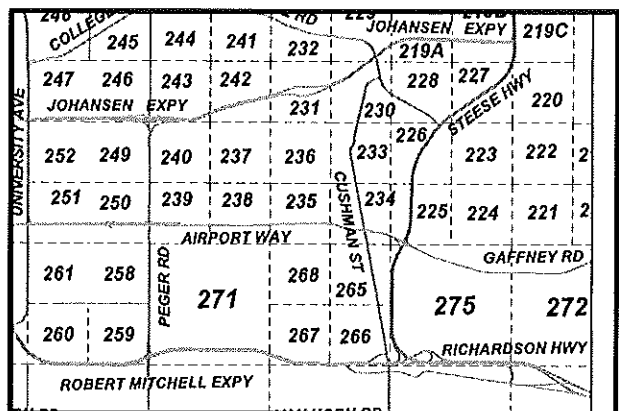 COLLEGE RD JOHANSEN EXPY 219C
245 244 241 232 219A
247 246 243 242 228 227
JOHANSEN EXPY 231 230 220
UNIVERSITY AVE 226 STEESE HWY
252 249 240 237 236 233 223 222
251 250 239 238 235 CUSHMAN ST 234 225 224 221
AIRPORT WAY
GAFFNEY RD
261 258 PEGER RD 271 268 265 275 272
260 259 267 266 RICHARDSON HWY
ROBERT MITCHELL EXPY